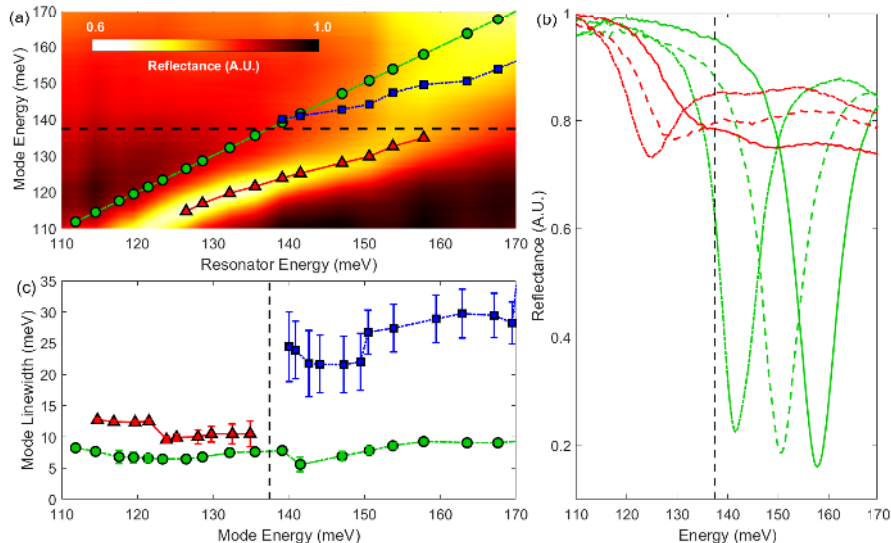 (a)
170
160
150
140
130
120
110
Mode Energy (meV)
0.6
1.0
Reflectance (A.U.)
110 120 130 140 150 160 170
Resonator Energy (meV)
(b)
1
0.8
0.6
0.4
0.2
Reflectance (A.U.)
110 120 130 140 150 160 170
Energy (meV)
(c)
35
30
25
20
15
10
5
0
Mode Linewidth (meV)
110 120 130 140 150 160 170
Mode Energy (meV)